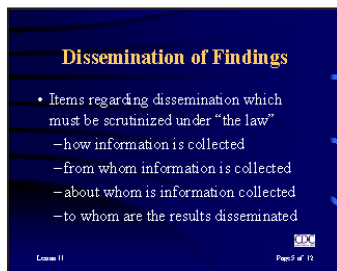 Dissemination of Findings
• Items regarding dissemination which
must be scrutinized under “the law”
–how information is collected
–from whom information is collected
–about whom is information collected
–to whom are the results disseminated
CDC
Lesson 11
Page 5 of 12